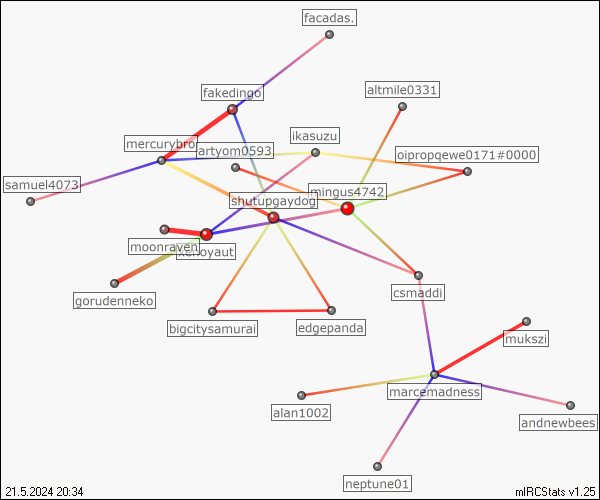 facadas.
altmile0331
fakedingo
mercurybro
artyom0593
ikasuzu
oipropqewe0171#0000
samuel4073
mingus4742
shutupgaydog
moonraven
xenoyaut
gorudenneko
csmaddi
bigcitysamurai
edgepanda
mukszi
marcemadness
alan1002
andnewbees
neptune01
21.5.2024 20:34
mIRCStats v1.25